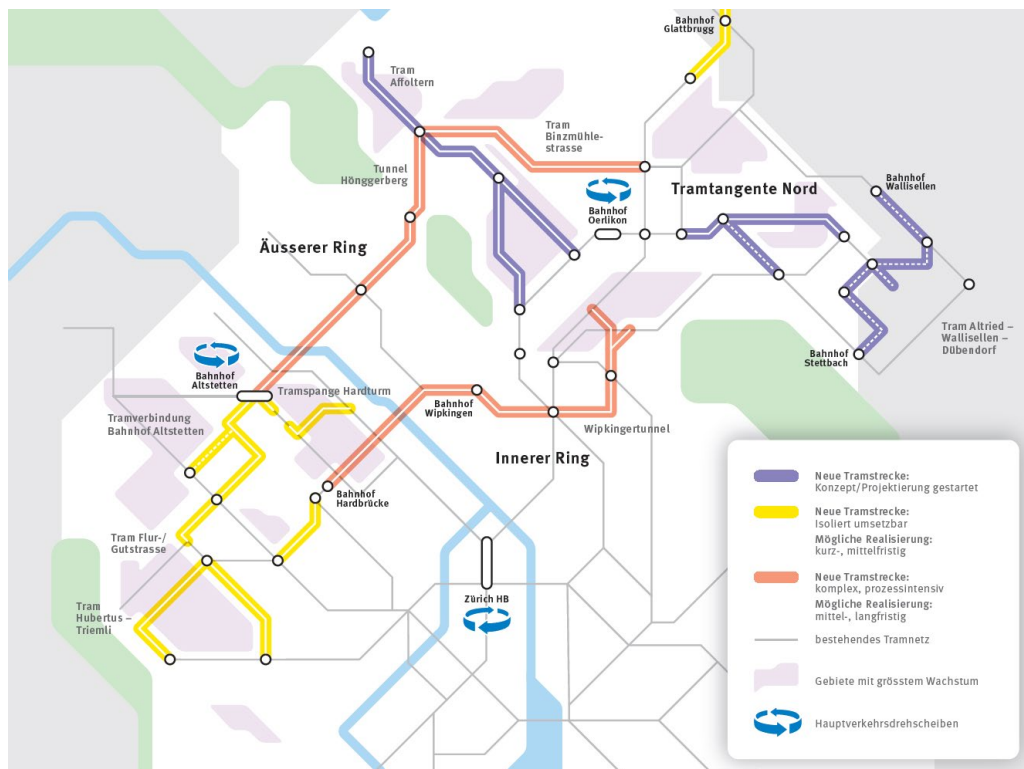 Bahnhof
Glattbrugg
Tram
Affoltern
Tram
Binzmühle-
strasse
Tunnel
Hönggerberg
Bahnhof
Oerlikon
Tramtangente Nord
Bahnhof
Wallisellen
Äusserer Ring
Tram Altried –
Wallisellen –
Dübendorf
Bahnhof
Stettbach
Bahnhof
Altstetten
Tramspange Hardturm
Tramverbindung
Bahnhof Altstetten
Bahnhof
Wipkingen
Wipkingertunnel
Innerer Ring
Bahnhof
Hardbrücke
Tram Flur-/
Gutstrasse
Tram
Hubertus –
Triemli
Zürich HB
Neue Tramstrecke:
Konzept/Projektierung gestartet
Neue Tramstrecke:
Isoliert umsetzbar
Mögliche Realisierung:
kurz-, mittelfristig
Neue Tramstrecke:
komplex, prozessintensiv
Mögliche Realisierung:
mittel-, langfristig
bestehendes Tramnetz
Gebiete mit grösstem Wachstum
Hauptverkehrsdrehscheiben